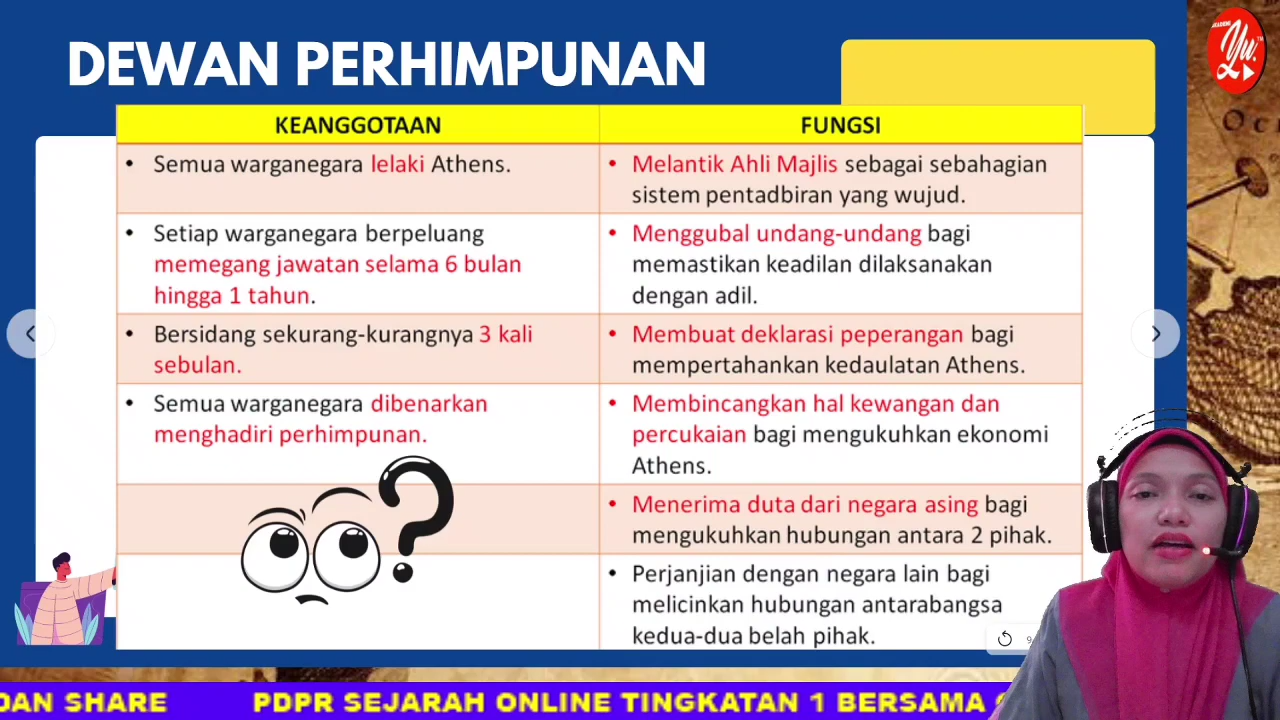 DEWAN PERHIMPUNAN
KEANGGOTAAN
FUNGSI
• Semua warganegara lelaki Athens.
• Melantik Ahli Majlis sebagai sebahagian
sistem pentadbiran yang wujud.
• Setiap warganegara berpeluang
memegang jawatan selama 6 bulan
hingga 1 tahun.
• Menggubal undang-undang bagi
memastikan keadilan dilaksanakan
dengan adil.
• Bersidang sekurang-kurangnya 3 kali
sebulan.
• Membuat deklarasi peperangan bagi
mempertahankan kedaulatan Athens.
• Semua warganegara dibenarkan
menghadiri perhimpunan.
• Membincangkan hal kewangan dan
percukaian bagi mengukuhkan ekonomi
Athens.
?
• Menerima duta dari negara asing bagi
mengukuhkan hubungan antara 2 pihak.
• Perjanjian dengan negara lain bagi
melicinkan hubungan antarabangsa
kedua-dua belah pihak.
9
DAN SHARE PDPR SEJARAH ONLINE TINGKATAN 1 BERSAMA